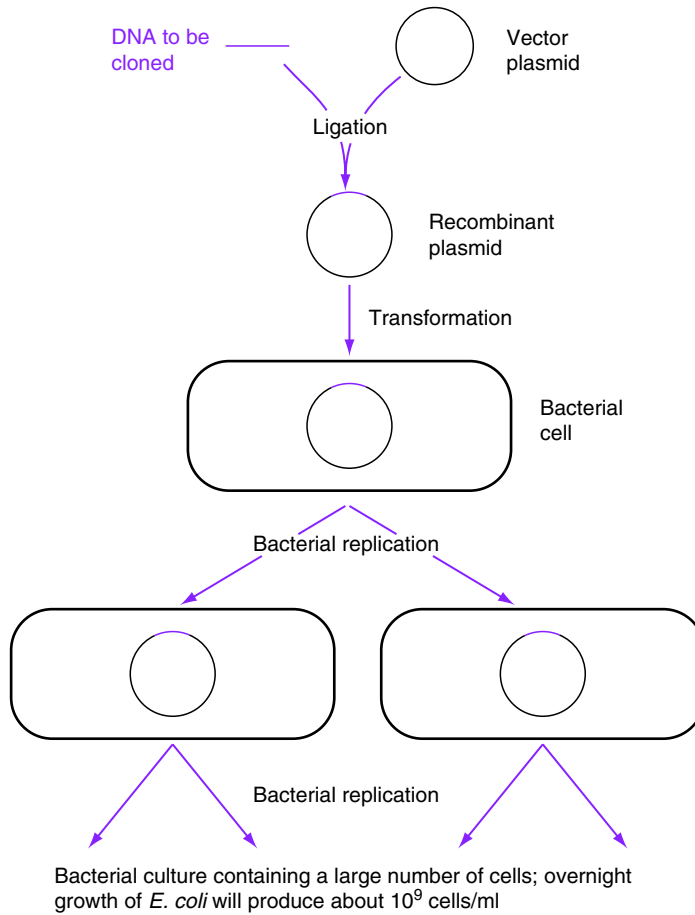 DNA to be
cloned
Vector
plasmid
Ligation
Recombinant
plasmid
Transformation
Bacterial
cell
Bacterial replication
Bacterial replication
Bacterial culture containing a large number of cells; overnight
growth of E. coli will produce about 10⁹ cells/ml